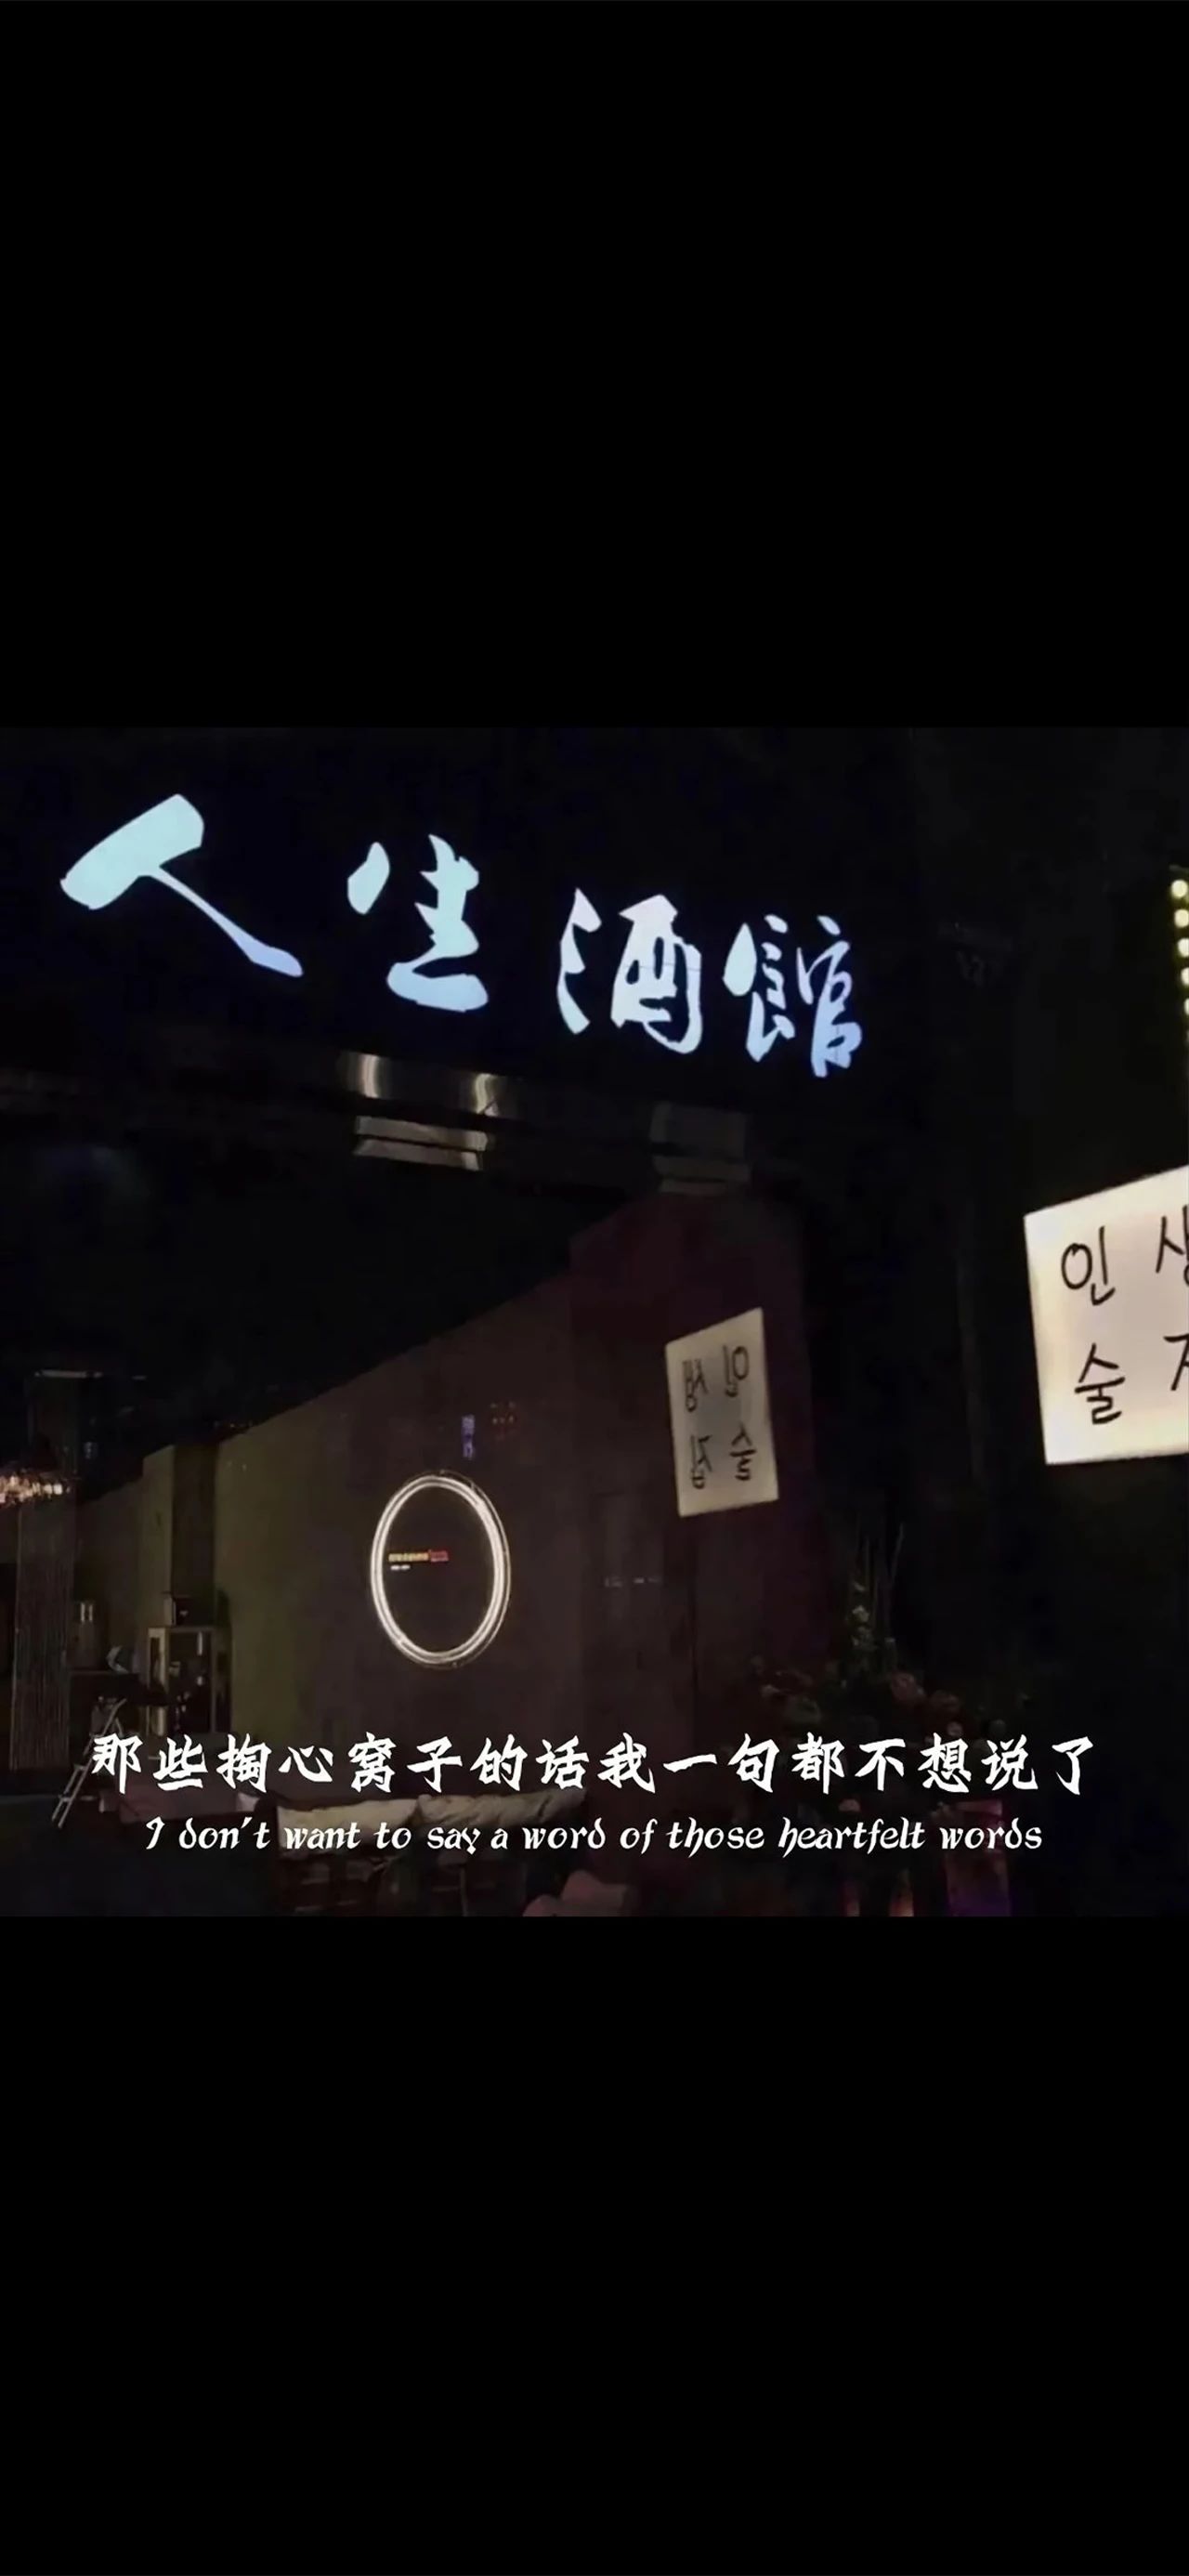 人生酒館
인 생
술
인 생
술 집
那些掏心窝子的话我一句都不想说了
I don't want to say a word of those heartfelt words